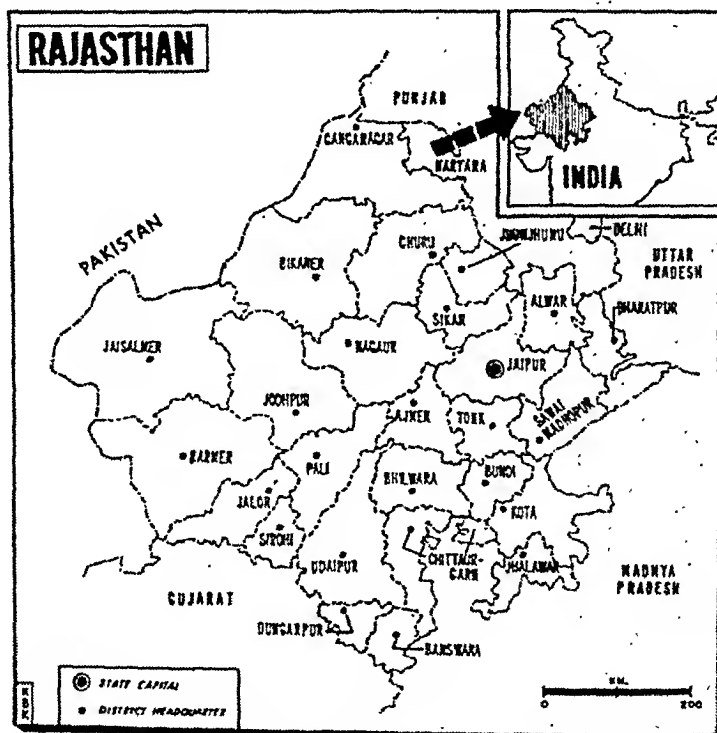 RAJASTHAN
PUNJAB
GANGANAGAR
HARYARA
INDIA
PAKISTAN
CHURU
JHUNJHUNU
DELHI
UTTAR
PRADESH
BIKANER
SIKAR
ALWAR
BHARATPUR
JAISALMER
NAGAUR
JAIPUR
JODHPUR
AJMER
TONK
SAWAI
MADHOPUR
BARMER
PALI
BHILWARA
BUNDI
JALOR
KOTA
SIROHI
UDAIPUR
CHITTAUR-
GARH
JHALAWAR
MADHYA
PRADESH
GUJARAT
DUNGARPUR
BANSWARA
STATE CAPITAL
DISTRICT HEADQUARTER
KM.
0 200